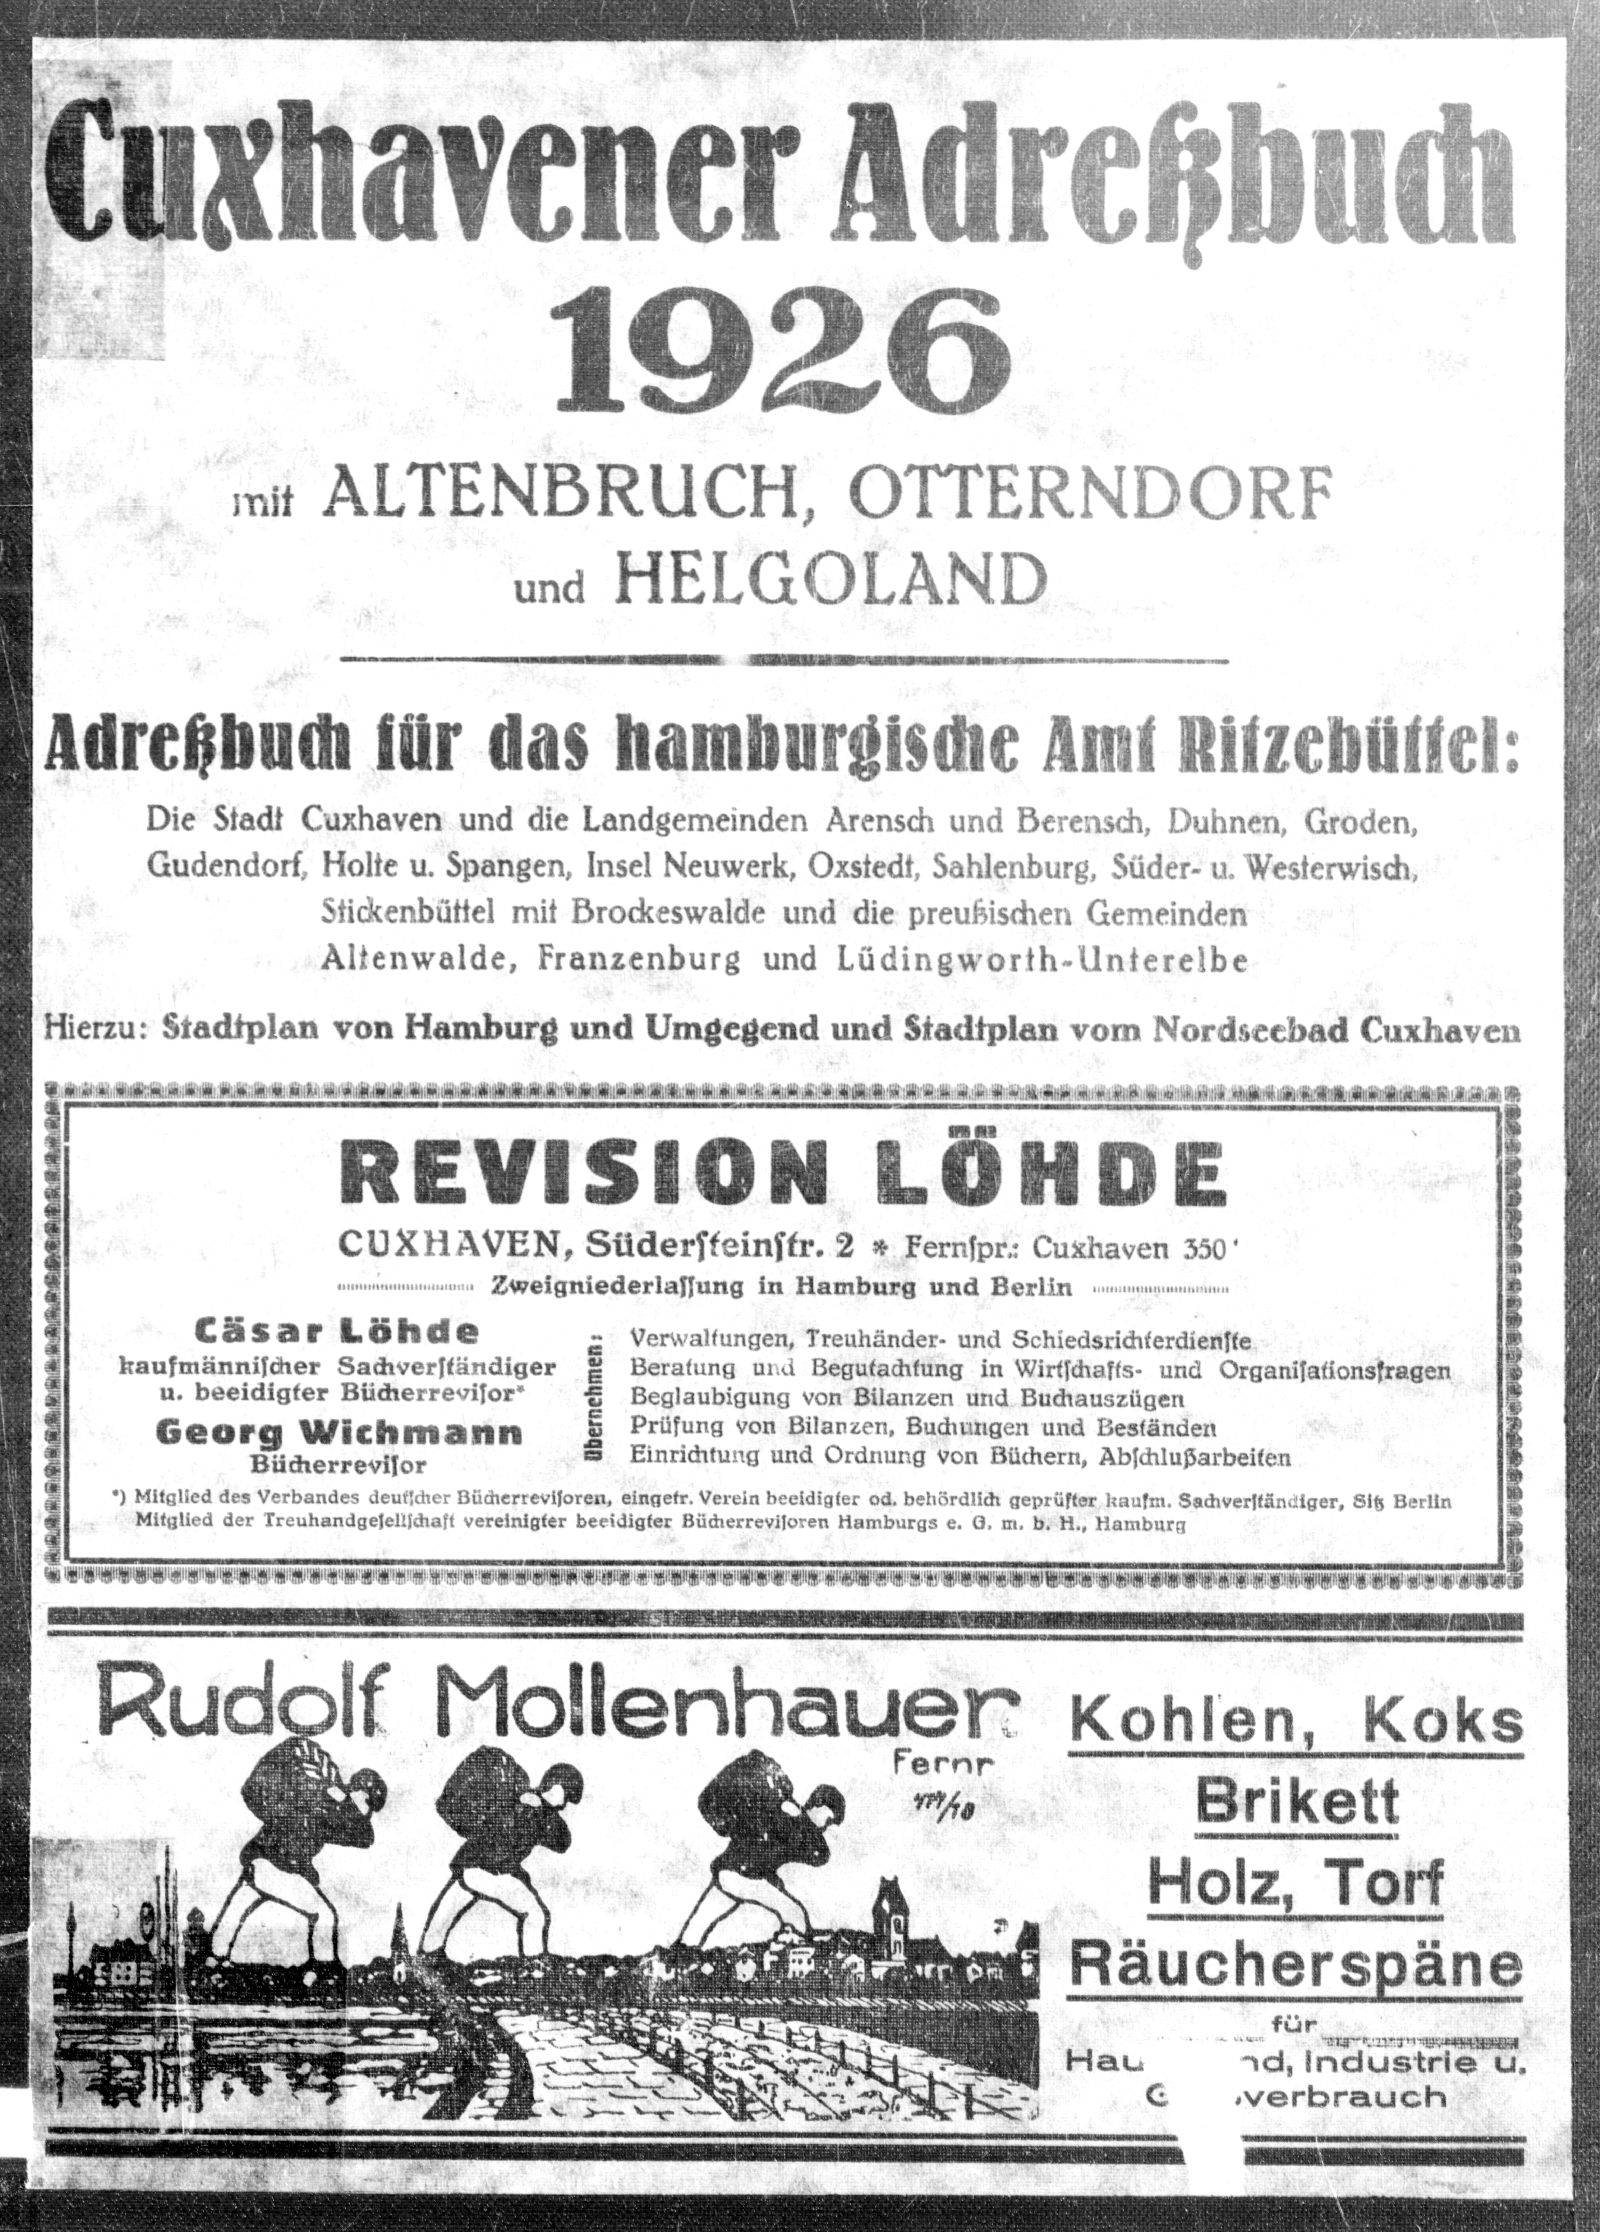 Cuxhavener Adreßbuch
1926
mit ALTENBRUCH, OTTERNDORF
und HELGOLAND
Adreßbuch für das hamburgische Amt Ritzebüttel:
Die Stadt Cuxhaven und die Landgemeinden Arensch und Berensch, Duhnen, Groden,
Gudendorf, Holte u. Spangen, Insel Neuwerk, Oxstedt, Sahlenburg, Süder- u. Westerwisch,
Stickenbüttel mit Brockeswalde und die preußischen Gemeinden
Altenwalde, Franzenburg und Lüdingworth-Unterelbe
Hierzu: Stadtplan von Hamburg und Umgegend und Stadtplan vom Nordseebad Cuxhaven
REVISION LÖHDE
CUXHAVEN, Süderſteinſtr. 2 * Fernſpr.: Cuxhaven 350
Zweigniederlaſſung in Hamburg und Berlin
Cäsar Löhde
kaufmänniſcher Sachverſtändiger
u. beeidigter Bücherreviſor*
Georg Wichmann
Bücherreviſor
übernehmen:
Verwaltungen, Treuhänder- und Schiedsrichterdienſte
Beratung und Begutachtung in Wirtſchafts- und Organiſationsfragen
Beglaubigung von Bilanzen und Buchauszügen
Prüfung von Bilanzen, Buchungen und Beständen
Einrichtung und Ordnung von Büchern, Abſchlußarbeiten
*) Mitglied des Verbandes deutſcher Bücherreviſoren, eingetr. Verein beeidigter od. behördlich geprüfter kaufm. Sachverſtändiger, Sitz Berlin
Mitglied der Treuhandgeſellſchaft vereinigter beeidigter Bücherreviſoren Hamburgs e. G. m. b. H., Hamburg
Rudolf Mollenhauer
Fernr
Kohlen, Koks
Brikett
Holz, Torf
Räucherspäne
für
Industrie u.